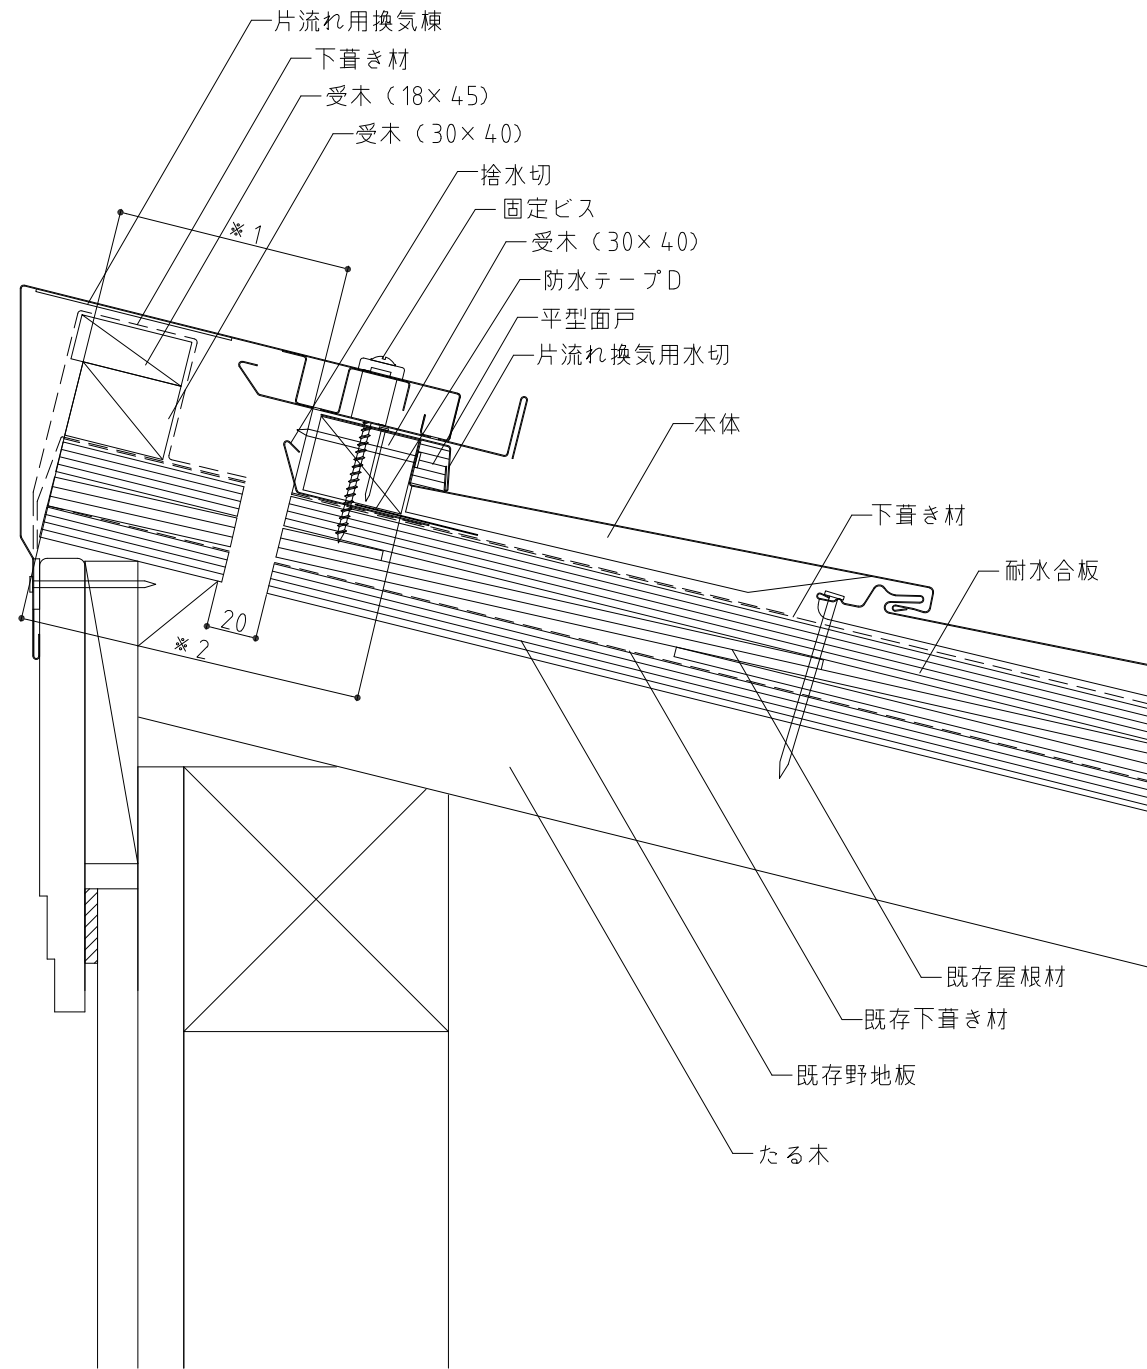 片流れ用換気棟
下葺き材
受木（18×45）
受木（30×40）
捨水切
固定ビス
※1
受木（30×40）
防水テープD
平型面戸
片流れ換気用水切
本体
下葺き材
耐水合板
20
※2
既存屋根材
既存下葺き材
既存野地板
たる木